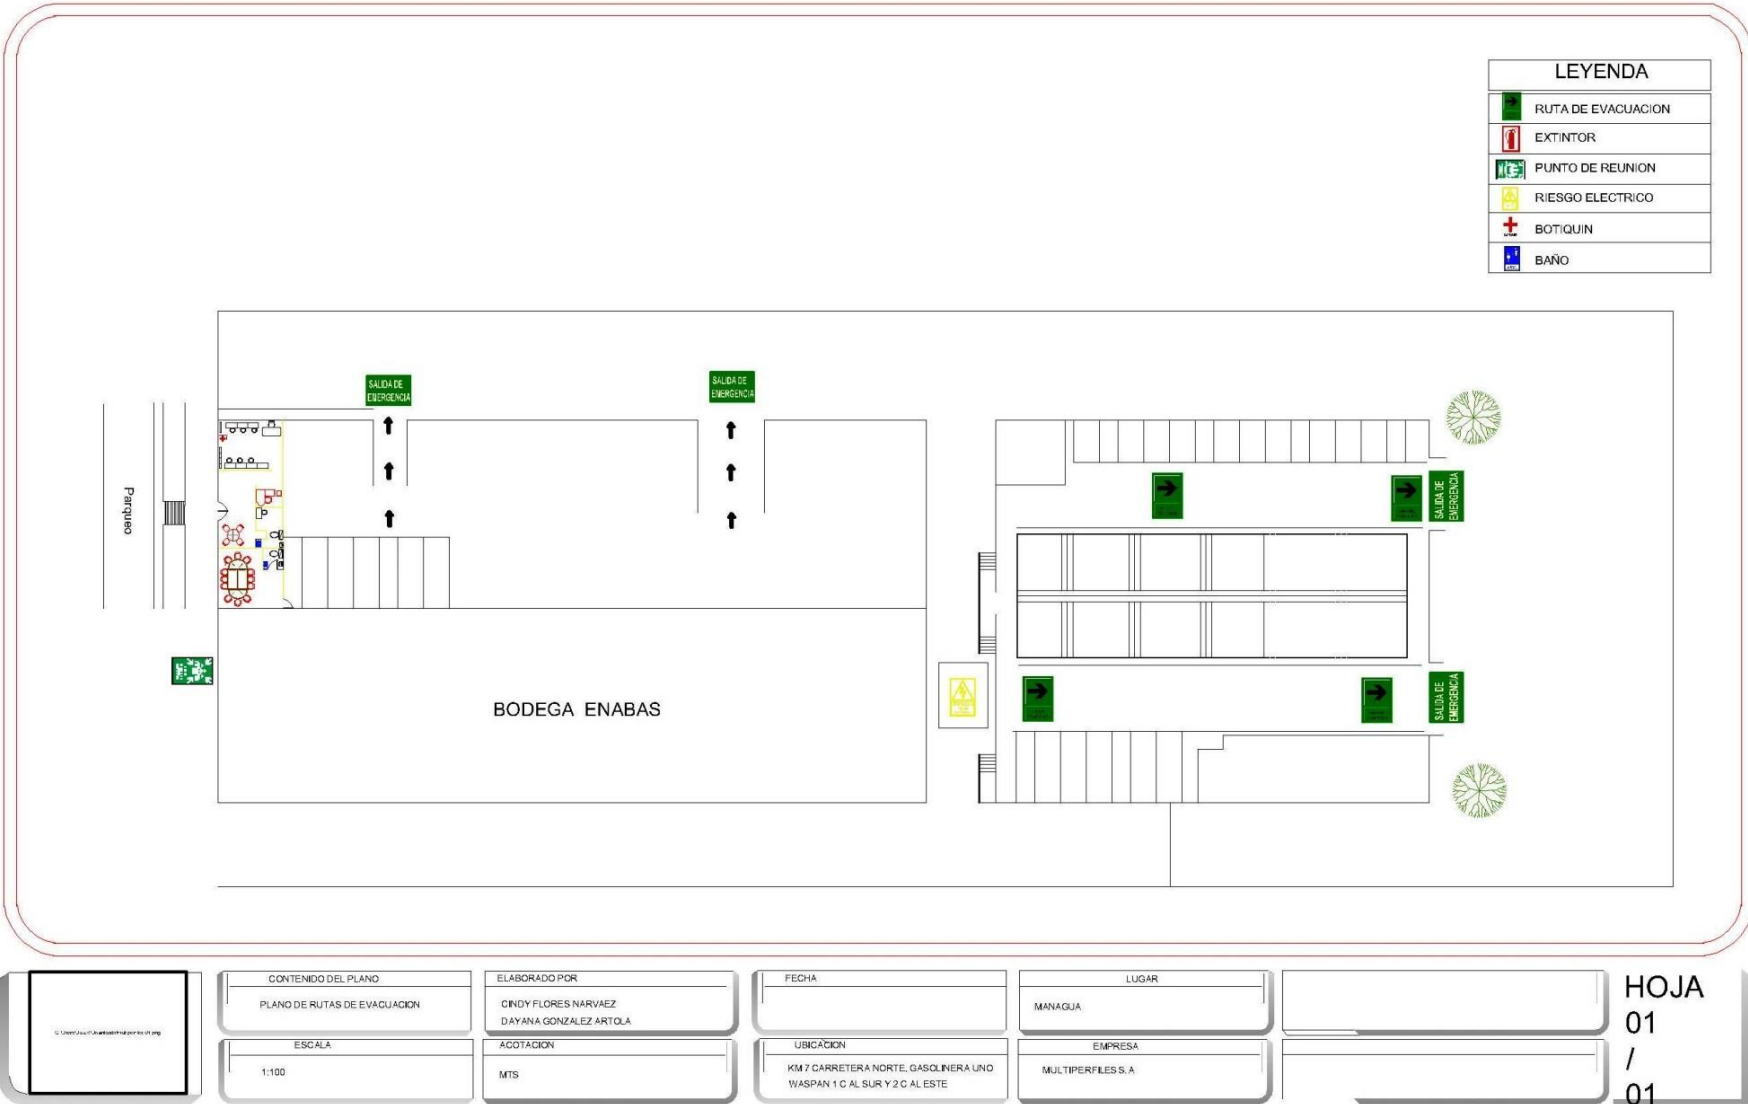 LEYENDA
RUTA DE EVACUACION
EXTINTOR
PUNTO DE REUNION
RIESGO ELECTRICO
BOTIQUIN
BAÑO
SALIDA DE
EMERGENCIA
SALIDA DE
EMERGENCIA
Parqueo
SALIDA DE
EMERGENCIA
BODEGA ENABAS
SALIDA DE
EMERGENCIA
CONTENIDO DEL PLANO
PLANO DE RUTAS DE EVACUACION
ELABORADO POR
CINDY FLORES NARVAEZ
DAYANA GONZALEZ ARTOLA
FECHA
LUGAR
MANAGUA
ESCALA
1:100
ACOTACION
MTS
UBICACION
KM 7 CARRETERA NORTE, GASOLINERA UNO
WASPAN 1 C AL SUR Y 2 C AL ESTE
EMPRESA
MULTIPERFILES S. A
HOJA
01
/
01